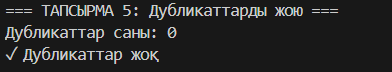 === ТАПСЫРМА 5: Дубликаттарды жою ===
Дубликаттар саны: 0
✓ Дубликаттар жоқ